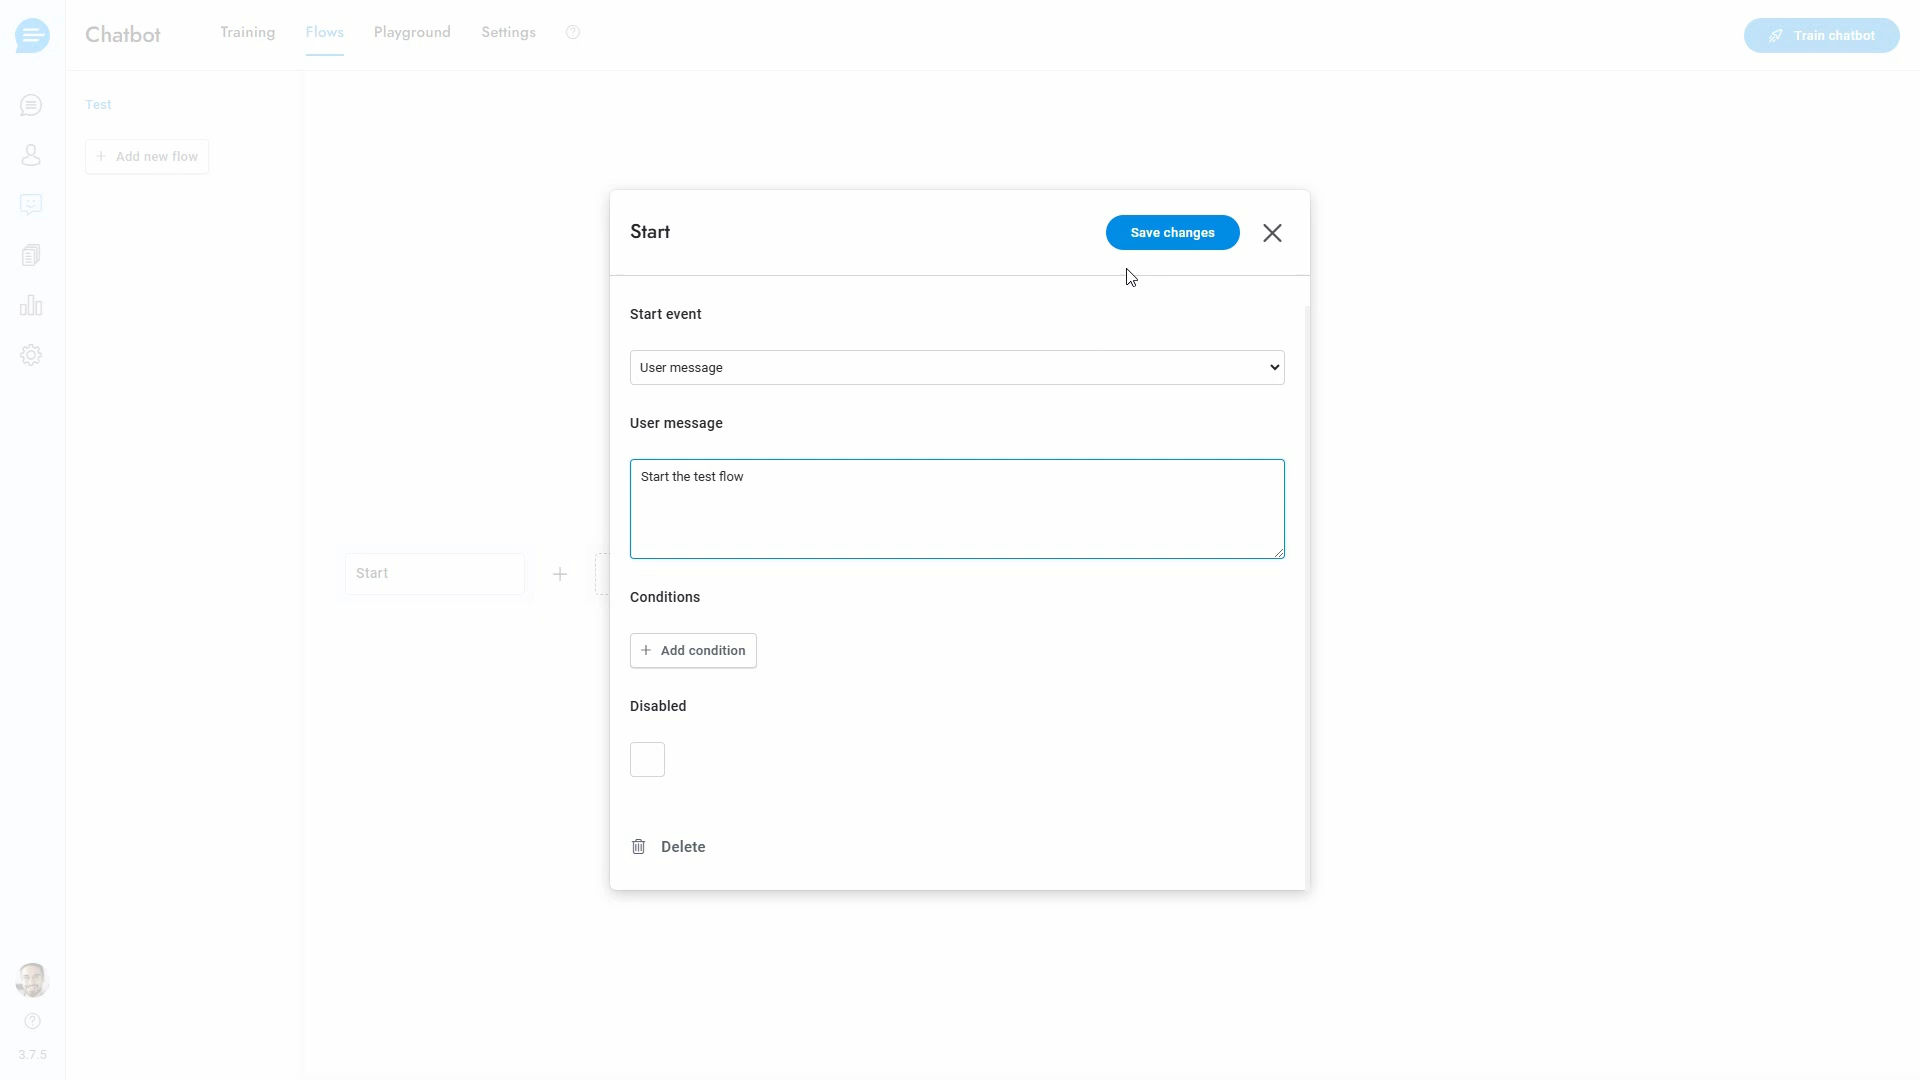 Chatbot
Training
Flows
Playground
Settings
Train chatbot
Test
+ Add new flow
Start
Start
Save changes
Start event
User message
User message
Start the test flow
Conditions
+ Add condition
Disabled
Delete
3.7.5